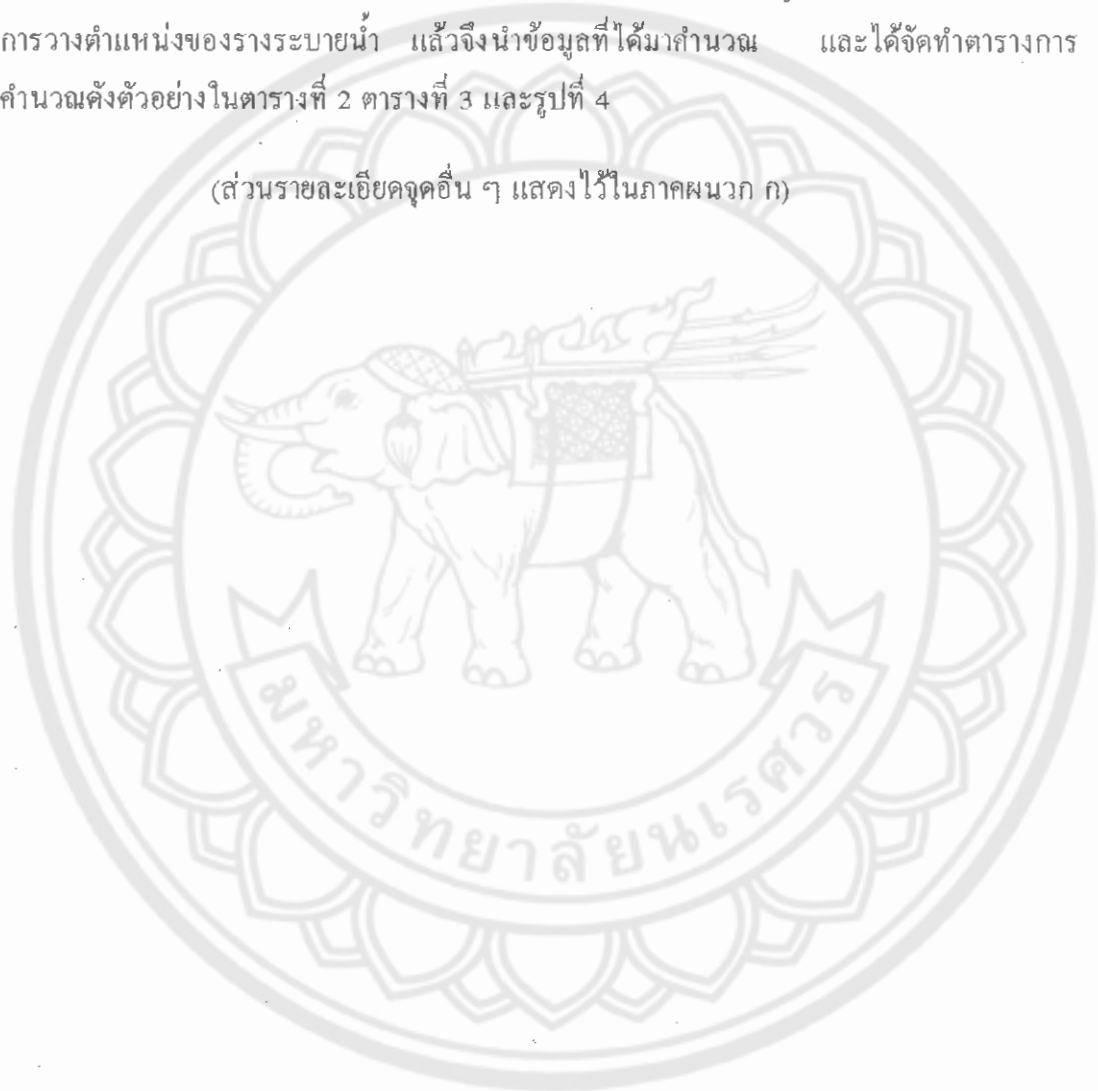 การวางตำแหน่งของรางระบายน้ำ แล้วจึงนำข้อมูลที่ได้มาคำนวณ และได้จัดทำตารางการ
คำนวณดังตัวอย่างในตารางที่ 2 ตารางที่ 3 และรูปที่ 4
(ส่วนรายละเอียดจุดอื่น ๆ แสดงไว้ในภาคผนวก ก)
มหาวิทยาลัยนเรศวร